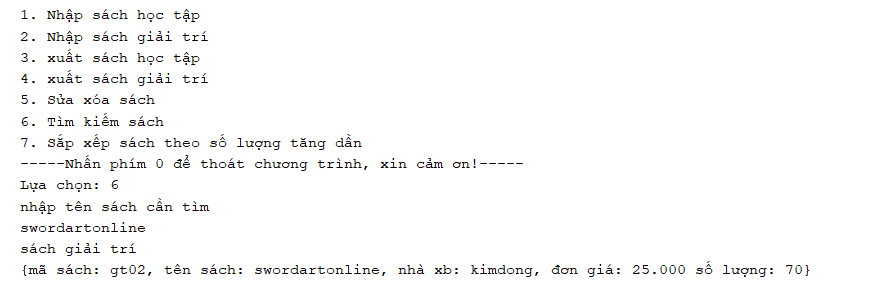 1. Nhập sách học tập
2. Nhập sách giải trí
3. xuất sách học tập
4. xuất sách giải trí
5. Sửa xóa sách
6. Tìm kiếm sách
7. Sắp xếp sách theo số lượng tăng dần
-----Nhấn phím 0 để thoát chương trình, xin cảm ơn!-----
Lựa chọn: 6
nhập tên sách cần tìm
swordartonline
sách giải trí
{mã sách: gt02, tên sách: swordartonline, nhà xb: kimdong, đơn giá: 25.000 số lượng: 70}